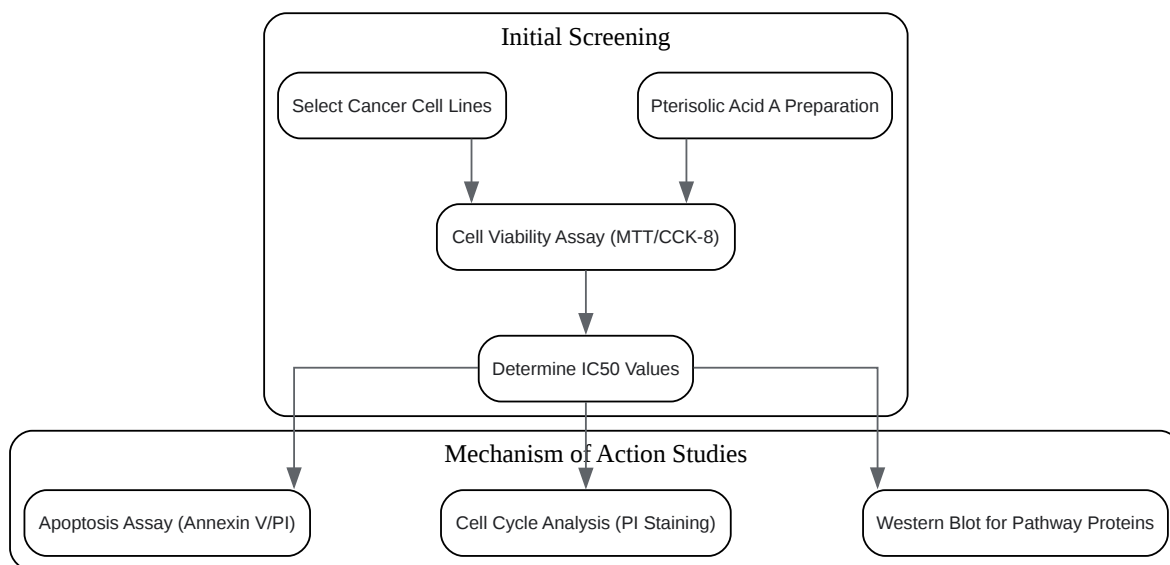 Initial Screening
Select Cancer Cell Lines
Pterisolic Acid A Preparation
Cell Viability Assay (MTT/CCK-8)
Determine IC50 Values
Mechanism of Action Studies
Apoptosis Assay (Annexin V/PI)
Cell Cycle Analysis (PI Staining)
Western Blot for Pathway Proteins